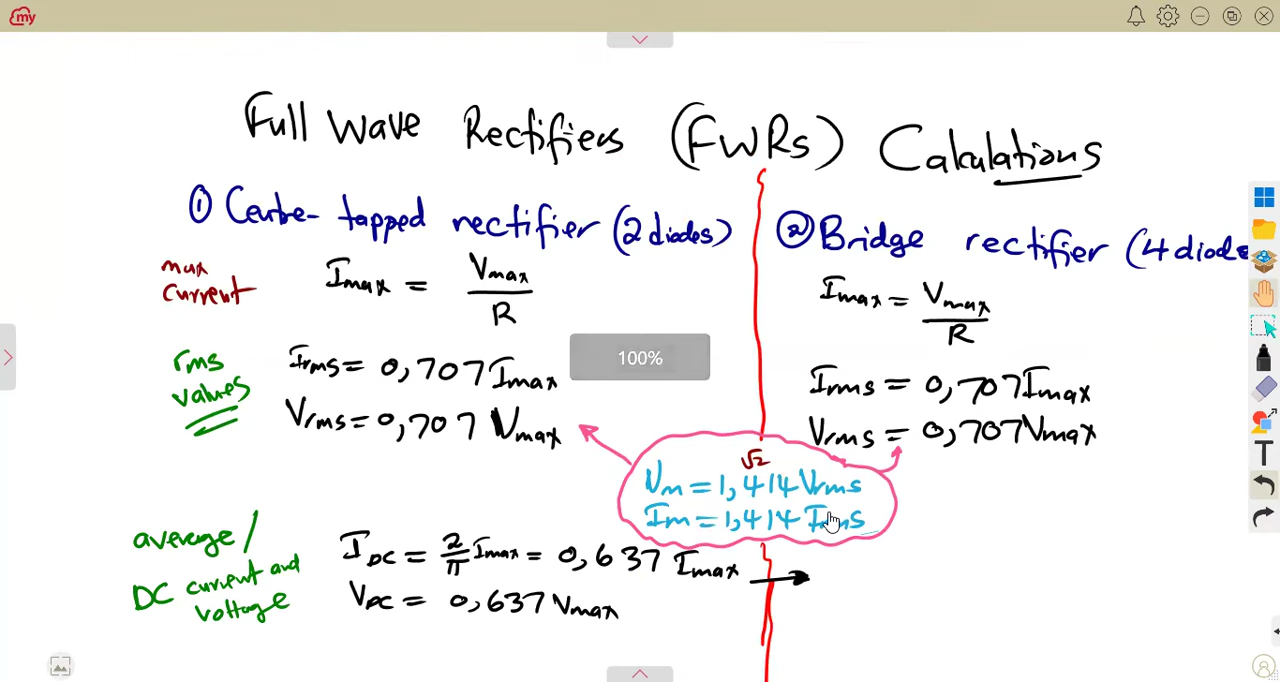 my
Full Wave Rectifiers (FWRs) Calculations
① Centre-tapped rectifier (2 diodes)
max current
Imax = Vmax / R
rms values
Irms = 0,707 Imax
Vrms = 0,707 Vmax
100%
② Bridge rectifier (4 diode
Imax = Vmax / R
Irms = 0,707 Imax
Vrms = 0,707 Vmax
√2
Vm = 1,414 Vrms
Im = 1,414 Irms
average/
DC current and
voltage
IDC = 2/π Imax = 0,637 Imax
VDC = 0,637 Vmax
T